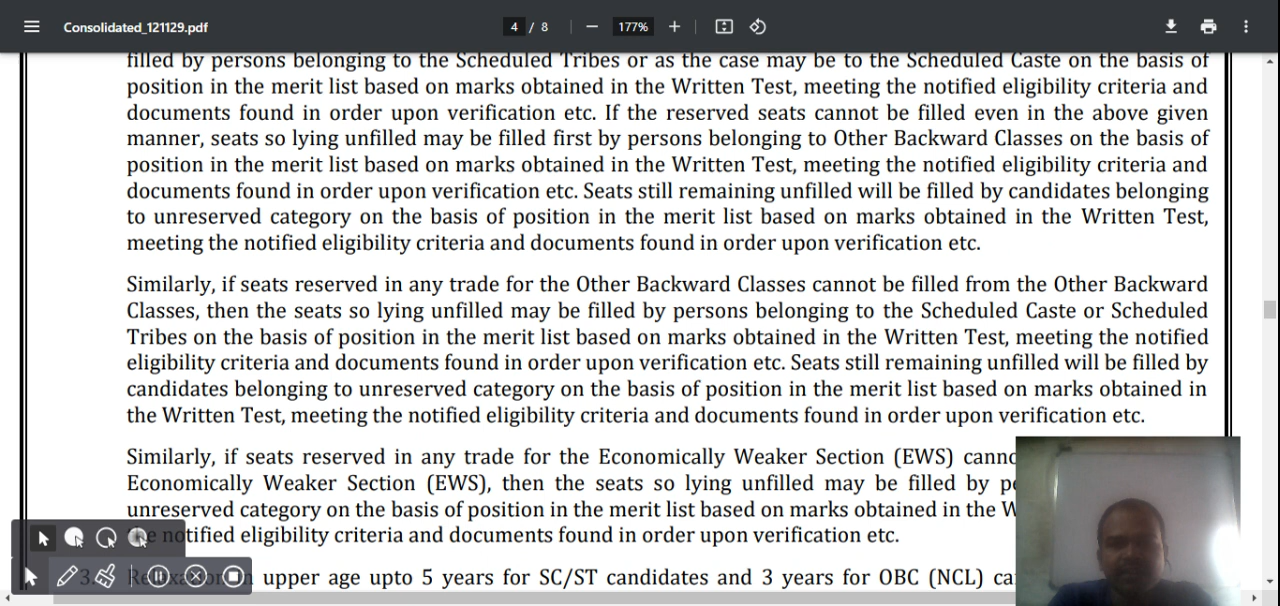 Consolidated_121129.pdf
4 / 8
177%
filled by persons belonging to the Scheduled Tribes or as the case may be to the Scheduled Caste on the basis of
position in the merit list based on marks obtained in the Written Test, meeting the notified eligibility criteria and
documents found in order upon verification etc. If the reserved seats cannot be filled even in the above given
manner, seats so lying unfilled may be filled first by persons belonging to Other Backward Classes on the basis of
position in the merit list based on marks obtained in the Written Test, meeting the notified eligibility criteria and
documents found in order upon verification etc. Seats still remaining unfilled will be filled by candidates belonging
to unreserved category on the basis of position in the merit list based on marks obtained in the Written Test,
meeting the notified eligibility criteria and documents found in order upon verification etc.
Similarly, if seats reserved in any trade for the Other Backward Classes cannot be filled from the Other Backward
Classes, then the seats so lying unfilled may be filled by persons belonging to the Scheduled Caste or Scheduled
Tribes on the basis of position in the merit list based on marks obtained in the Written Test, meeting the notified
eligibility criteria and documents found in order upon verification etc. Seats still remaining unfilled will be filled by
candidates belonging to unreserved category on the basis of position in the merit list based on marks obtained in
the Written Test, meeting the notified eligibility criteria and documents found in order upon verification etc.
Similarly, if seats reserved in any trade for the Economically Weaker Section (EWS)
Economically Weaker Section (EWS), then the seats so lying unfilled may be filled by
unreserved category on the basis of position in the merit list based on marks obtained in the
notified eligibility criteria and documents found in order upon verification etc.
3. upper age upto 5 years for SC/ST candidates and 3 years for OBC (NCL)